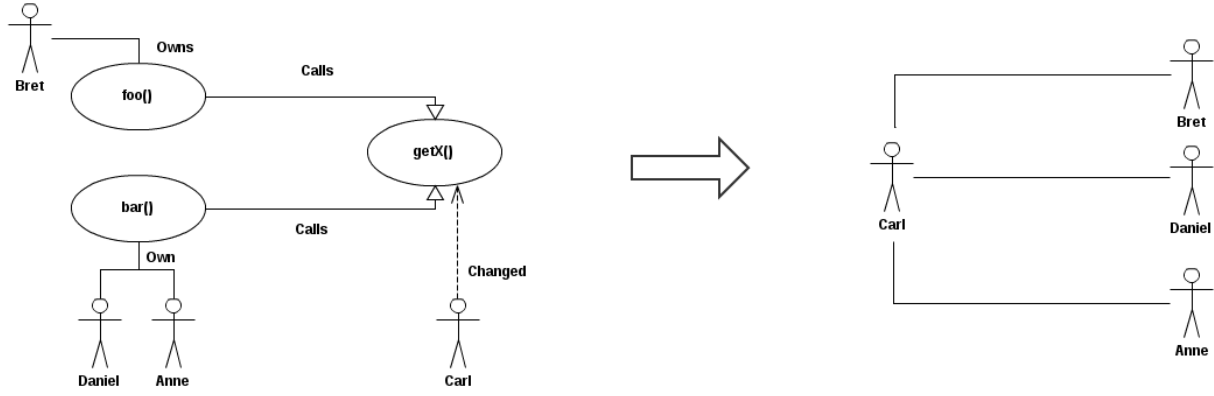 Bret
Owns
foo()
Calls
getX()
bar()
Calls
Own
Daniel
Anne
Changed
Carl
Bret
Carl
Daniel
Anne